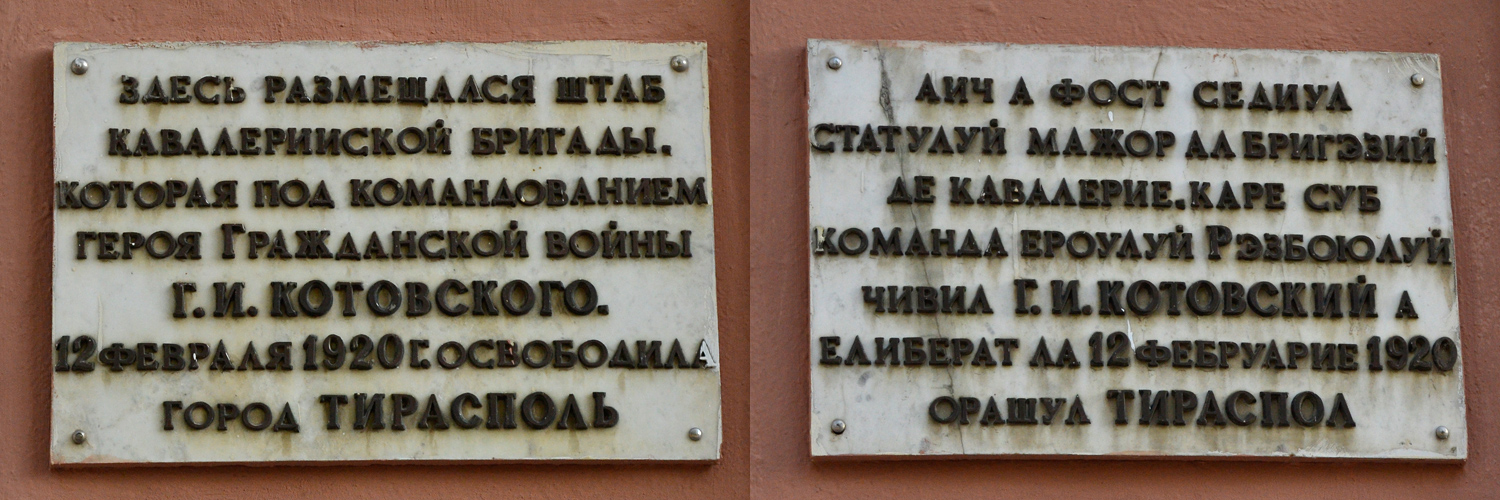 ЗДЕСЬ РАЗМЕЩАЛСЯ ШТАБ
КАВАЛЕРИИСКОЙ БРИГАДЫ,
КОТОРАЯ ПОД КОМАНДОВАНИЕМ
ГЕРОЯ ГРАЖДАНСКОЙ ВОЙНЫ
Г. И. КОТОВСКОГО.
12 ФЕВРАЛЯ 1920 Г. ОСВОБОДИЛА
ГОРОД ТИРАСПОЛЬ
АИЧ А ФОСТ СЕДИУЛ
СТАТУЛУЙ МАЖОР АЛ БРИГЭЗИЙ
ДЕ КАВАЛЕРИЕ, КАРЕ СУБ
КОМАНДА ЕРОУЛУЙ РЭЗБОЮЛУЙ
ЧИВИЛ Г. И. КОТОВСКИЙ А
ЕЛИБЕРАТ ЛА 12 ФЕБРУАРИЕ 1920
ОРАШУЛ ТИРАСПОЛ